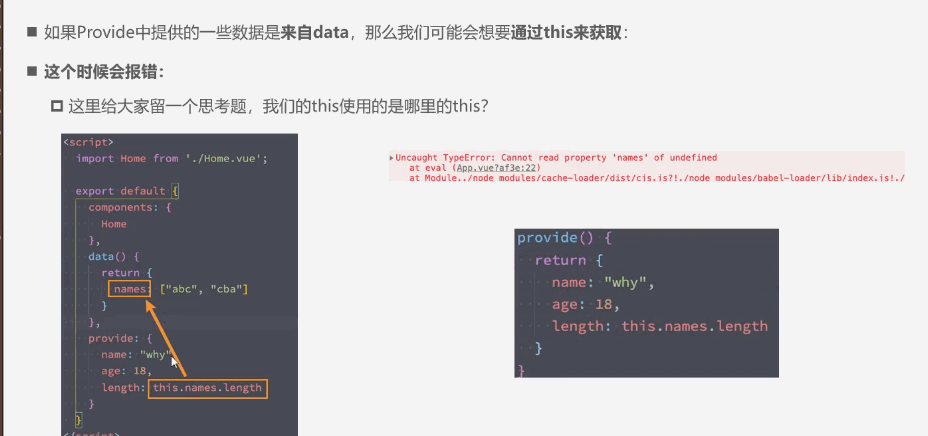 如果Provide中提供的一些数据是来自data，那么我们可能会想要通过this来获取：
这个时候会报错：
这里给大家留一个思考题，我们的this使用的是哪里的this？
<script>
import Home from './Home.vue';
export default {
components: {
Home
},
data() {
return {
names: ["abc", "cba"]
}
},
provide: {
name: "why",
age: 18,
length: this.names.length
}
}
</script>
Uncaught TypeError: Cannot read property 'names' of undefined
at eval (App.vue?af3e:22)
at Module../node_modules/cache-loader/dist/cjs.js?!./node_modules/babel-loader/lib/index.js!./
provide() {
return {
name: "why",
age: 18,
length: this.names.length
}
}